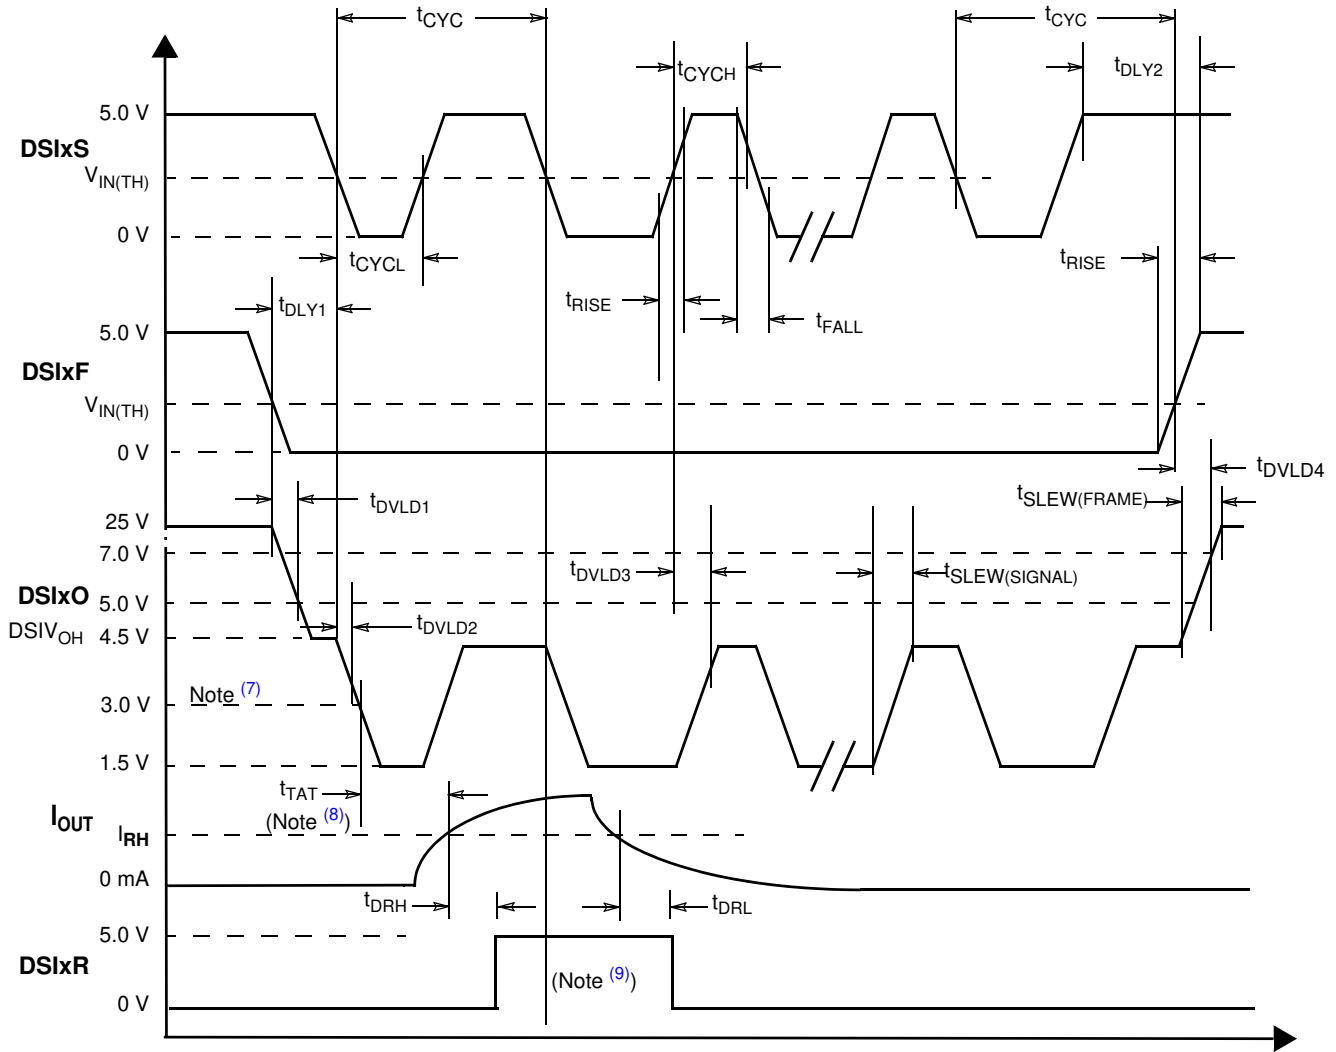 tCYC
tCYC
tCYCH
tDLY2
5.0 V
DSIxS
VIN(TH)
0 V
tCYCL
tRISE
tDLY1
tRISE
tFALL
5.0 V
DSIxF
VIN(TH)
0 V
tDVLD4
tSLEW(FRAME)
tDVLD1
25 V
7.0 V
tDVLD3
tSLEW(SIGNAL)
DSIxO
5.0 V
tDVLD2
DSIVOH 4.5 V
Note (7)
3.0 V
1.5 V
tTAT
(Note (8))
IOUT
IRH
0 mA
tDRH
tDRL
5.0 V
DSIxR
(Note (9))
0 V